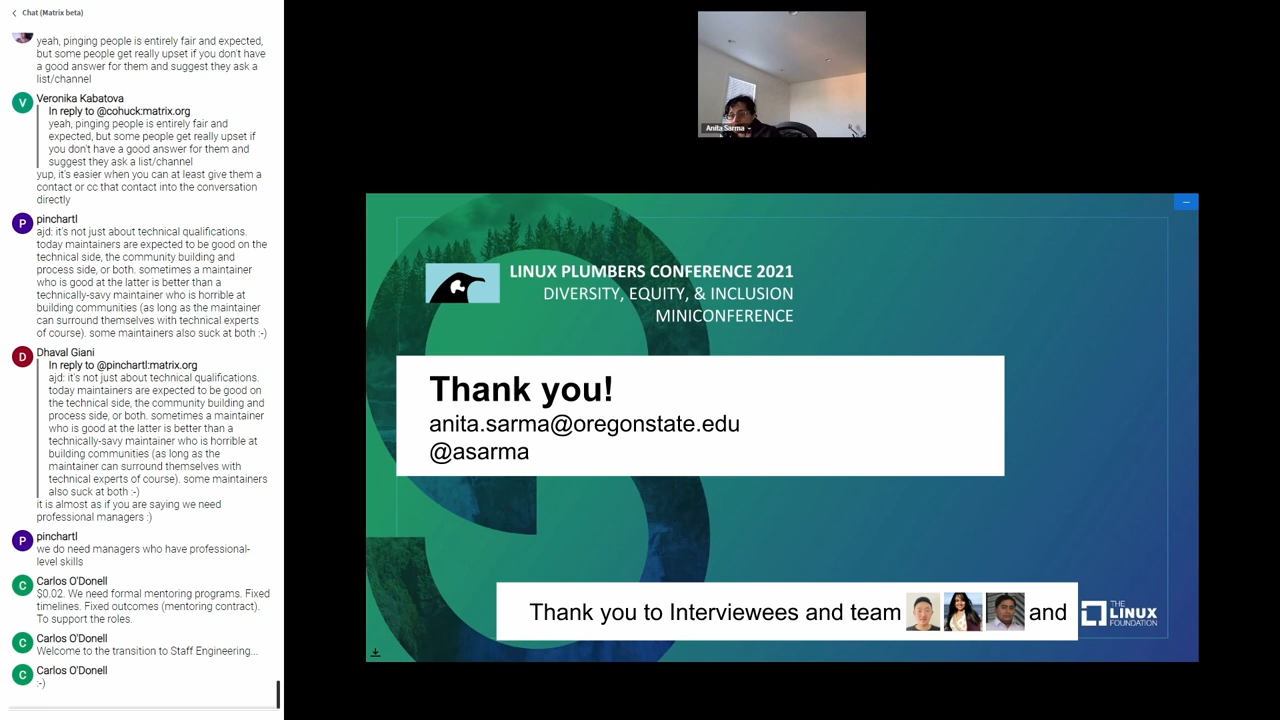 Chat (Matrix beta)
yeah, pinging people is entirely fair and expected,
but some people get really upset if you don't have
a good answer for them and suggest they ask a
list/channel
V
Veronika Kabatova
In reply to @cohuck:matrix.org
yeah, pinging people is entirely fair and
expected, but some people get really upset if
you don't have a good answer for them and
suggest they ask a list/channel
yup, it's easier when you can at least give them a
contact or cc that contact into the conversation
directly
P
pinchartl
ajd: it's not just about technical qualifications.
today maintainers are expected to be good on the
technical side, the community building and
process side, or both. sometimes a maintainer
who is good at the latter is better than a
technically-savy maintainer who is horrible at
building communities (as long as the maintainer
can surround themselves with technical experts
of course). some maintainers also suck at both :-)
D
Dhaval Giani
In reply to @pinchartl:matrix.org
ajd: it's not just about technical qualifications.
today maintainers are expected to be good on
the technical side, the community building and
process side, or both. sometimes a maintainer
who is good at the latter is better than a
technically-savy maintainer who is horrible at
building communities (as long as the
maintainer can surround themselves with
technical experts of course). some maintainers
also suck at both :-)
it is almost as if you are saying we need
professional managers :)
P
pinchartl
we do need managers who have professional-
level skills
C
Carlos O'Donell
$0.02. We need formal mentoring programs. Fixed
timelines. Fixed outcomes (mentoring contract).
To support the roles.
C
Carlos O'Donell
Welcome to the transition to Staff Engineering...
C
Carlos O'Donell
:-)
Anita Sarma
LINUX PLUMBERS CONFERENCE 2021
DIVERSITY, EQUITY, & INCLUSION
MINICONFERENCE
Thank you!
anita.sarma@oregonstate.edu
@asarma
Thank you to Interviewees and team and
THE
LINUX
FOUNDATION